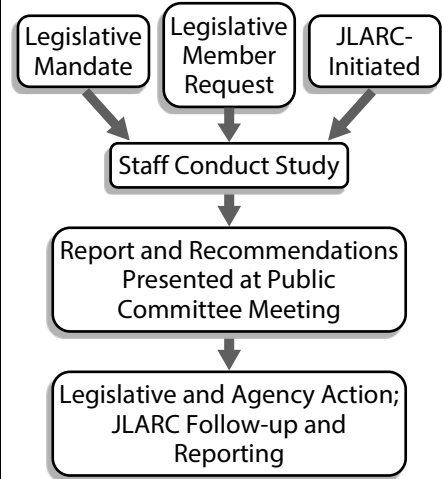 Legislative
Mandate
Legislative
Member
Request
JLARC-
Initiated
Staff Conduct Study
Report and Recommendations
Presented at Public
Committee Meeting
Legislative and Agency Action;
JLARC Follow-up and
Reporting